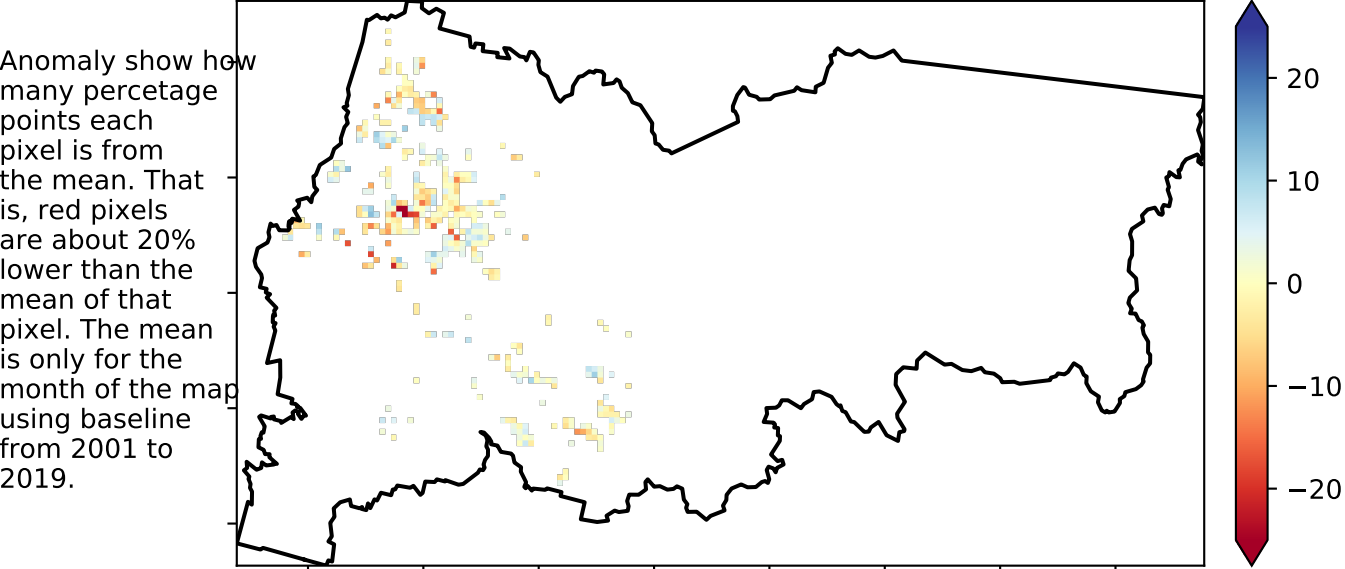 Anomaly show how
many percetage
points each
pixel is from
the mean. That
is, red pixels
are about 20%
lower than the
mean of that
pixel. The mean
is only for the
month of the map
using baseline
from 2001 to
2019.
20
10
0
−10
−20